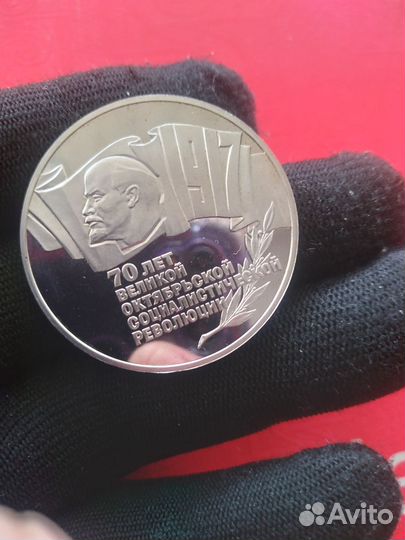 1917
70 ЛЕТ
ВЕЛИКОЙ
ОКТЯБРЬСКОЙ
СОЦИАЛИСТИЧЕСКОЙ
РЕВОЛЮЦИИ
Avito